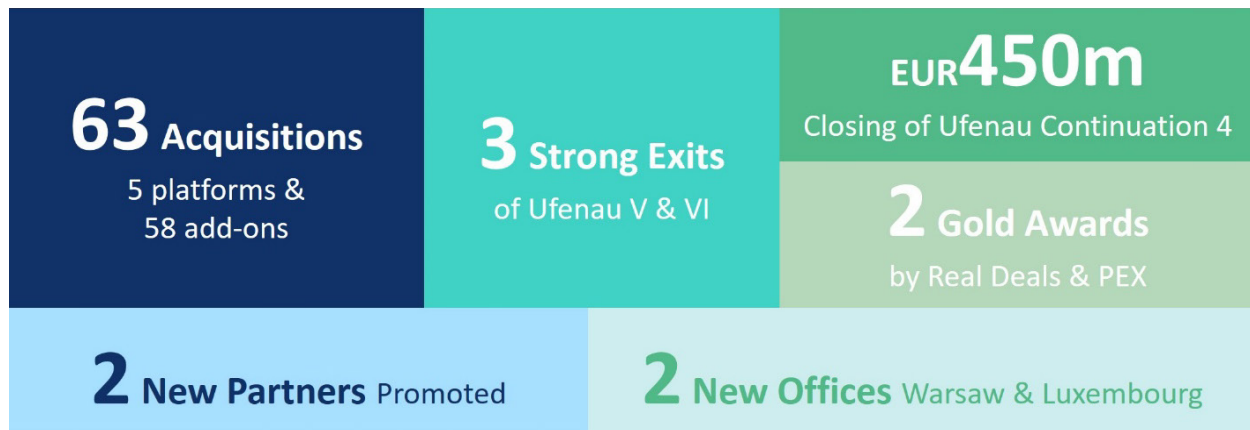 63 Acquisitions
5 platforms &
58 add-ons
3 Strong Exits
of Ufenau V & VI
EUR450m
Closing of Ufenau Continuation 4
2 Gold Awards
by Real Deals & PEX
2 New Partners Promoted
2 New Offices Warsaw & Luxembourg